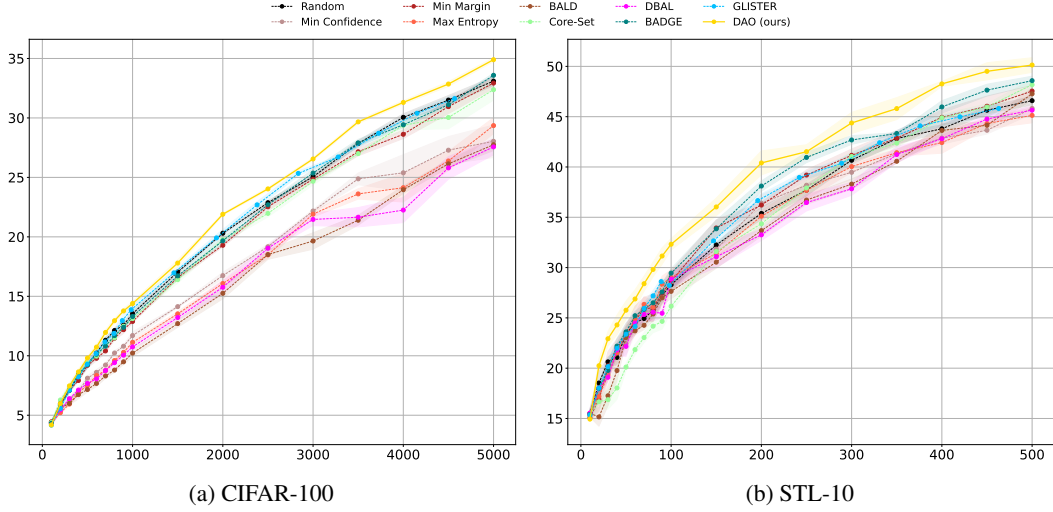 Random Min Margin BALD DBAL GLISTER
Min Confidence Max Entropy Core-Set BADGE DAO (ours)
35
30
25
20
15
10
5
0 1000 2000 3000 4000 5000
50
45
40
35
30
25
20
15
0 100 200 300 400 500
(a) CIFAR-100
(b) STL-10